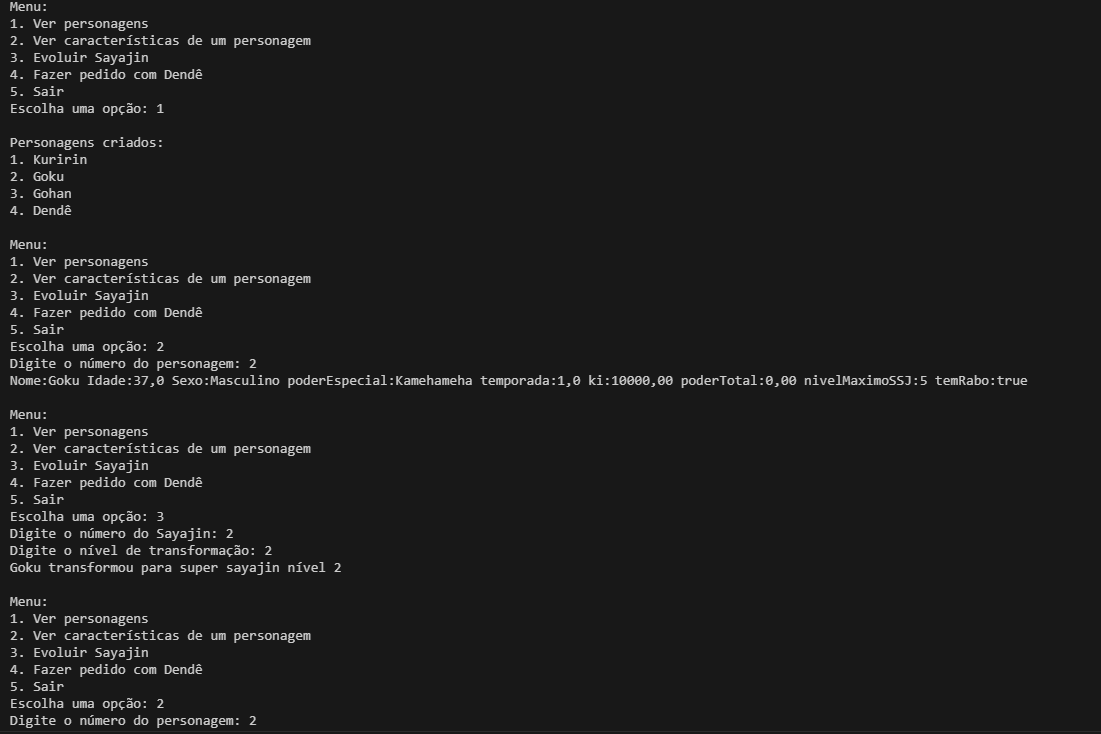 Menu:
1. Ver personagens
2. Ver características de um personagem
3. Evoluir Sayajin
4. Fazer pedido com Dendê
5. Sair
Escolha uma opção: 1

Personagens criados:
1. Kuririn
2. Goku
3. Gohan
4. Dendê

Menu:
1. Ver personagens
2. Ver características de um personagem
3. Evoluir Sayajin
4. Fazer pedido com Dendê
5. Sair
Escolha uma opção: 2
Digite o número do personagem: 2
Nome:Goku Idade:37,0 Sexo:Masculino poderEspecial:Kamehameha temporada:1,0 ki:10000,00 poderTotal:0,00 nivelMaximoSSJ:5 temRabo:true

Menu:
1. Ver personagens
2. Ver características de um personagem
3. Evoluir Sayajin
4. Fazer pedido com Dendê
5. Sair
Escolha uma opção: 3
Digite o número do Sayajin: 2
Digite o nível de transformação: 2
Goku transformou para super sayajin nível 2

Menu:
1. Ver personagens
2. Ver características de um personagem
3. Evoluir Sayajin
4. Fazer pedido com Dendê
5. Sair
Escolha uma opção: 2
Digite o número do personagem: 2